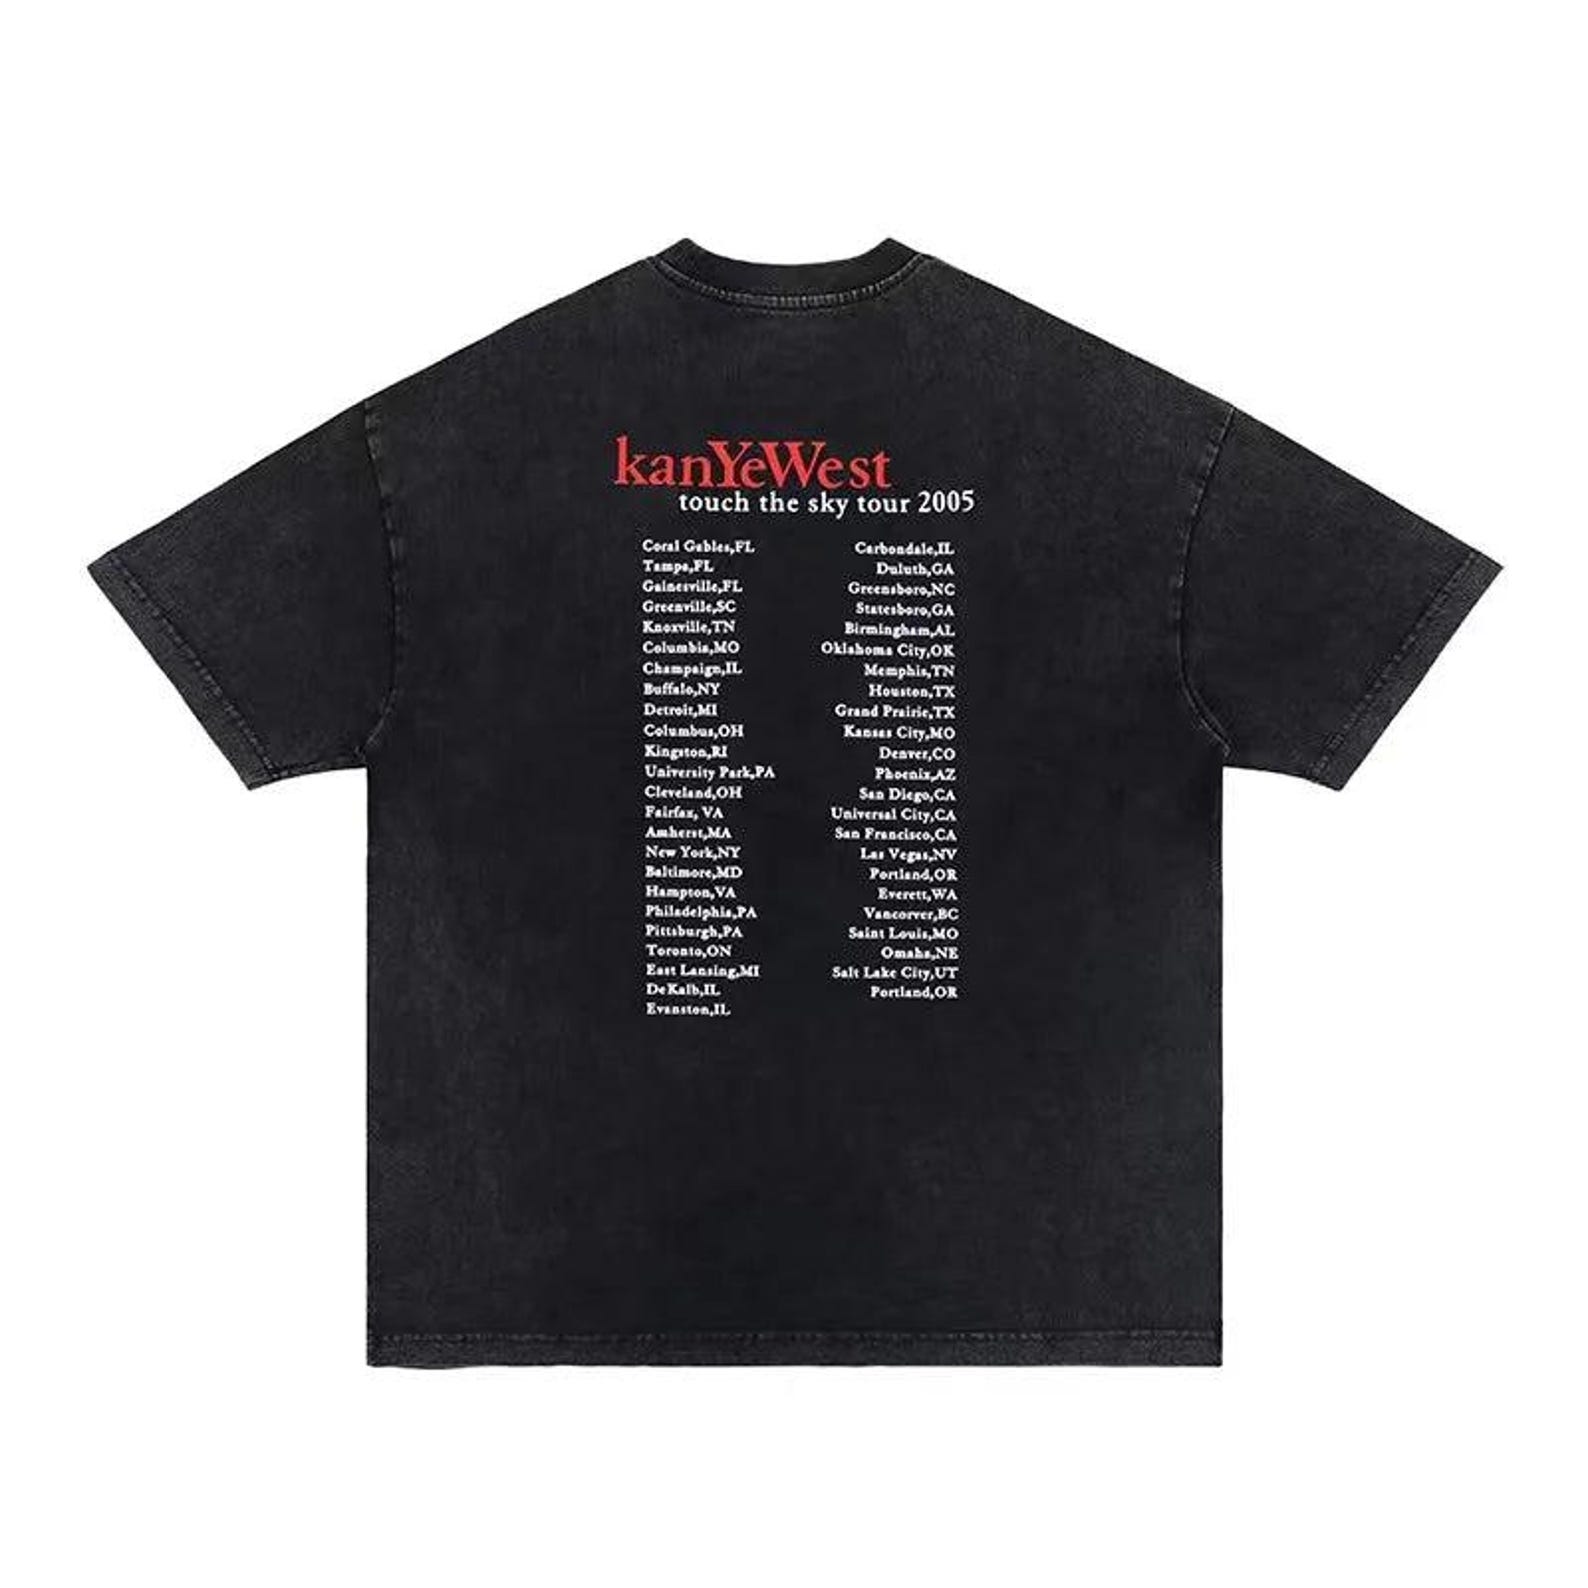 kanYeWest
touch the sky tour 2005
Coral Gables,FL
Tampa,FL
Gainesville,FL
Greenville,SC
Knoxville,TN
Columbia,MO
Champaign,IL
Buffalo,NY
Detroit,MI
Columbus,OH
Kingston,RI
University Park,PA
Cleveland,OH
Fairfax, VA
Amherst,MA
New York,NY
Baltimore,MD
Hampton,VA
Philadelphia,PA
Pittsburgh,PA
Toronto,ON
East Lansing,MI
DeKalb,IL
Evanston,IL
Carbondale,IL
Duluth,GA
Greensboro,NC
Statesboro,GA
Birmingham,AL
Oklahoma City,OK
Memphis,TN
Houston,TX
Grand Prairie,TX
Kansas City,MO
Denver,CO
Phoenix,AZ
San Diego,CA
Universal City,CA
San Francisco,CA
Las Vegas,NV
Portland,OR
Everett,WA
Vancorver,BC
Saint Louis,MO
Omaha,NE
Salt Lake City,UT
Portland,OR